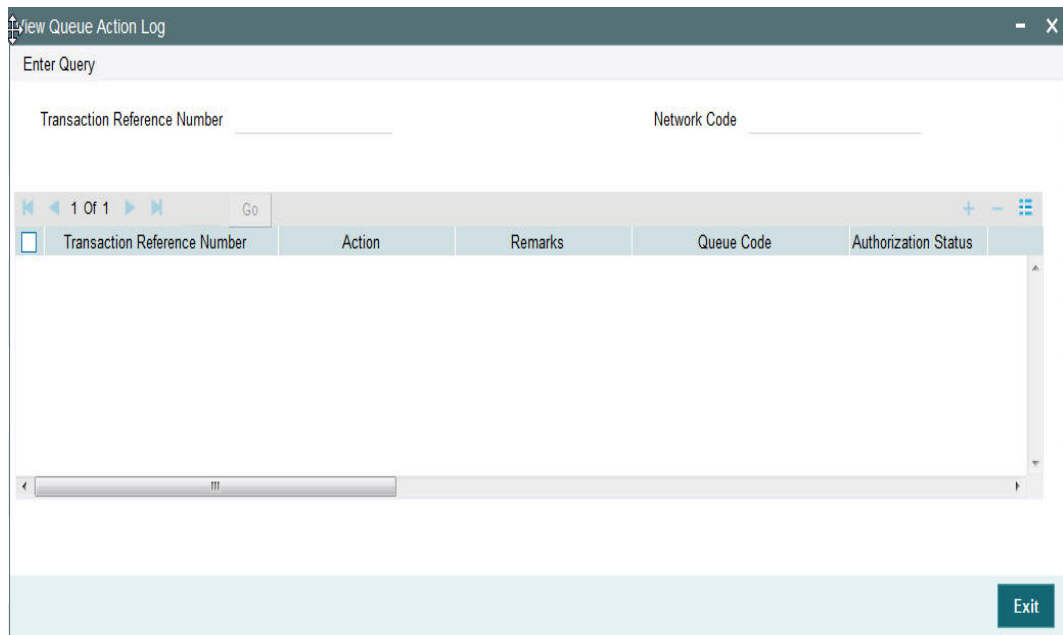 View Queue Action Log
Enter Query
Transaction Reference Number
Network Code
1 Of 1
Go
Transaction Reference Number Action Remarks Queue Code Authorization Status
Exit